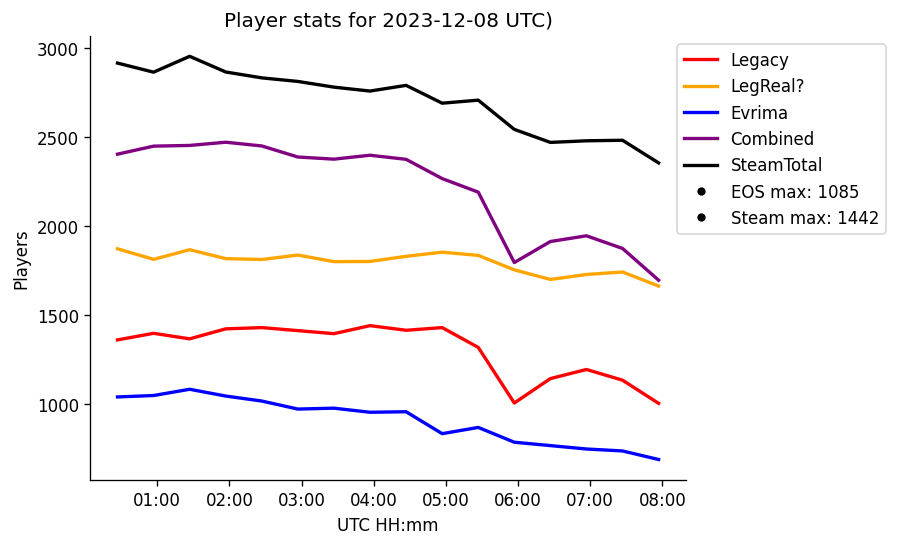 Player stats for 2023-12-08 UTC)
3000
2500
2000
1500
1000
Players
01:00 02:00 03:00 04:00 05:00 06:00 07:00 08:00
UTC HH:mm
Legacy
LegReal?
Evrima
Combined
SteamTotal
EOS max: 1085
Steam max: 1442